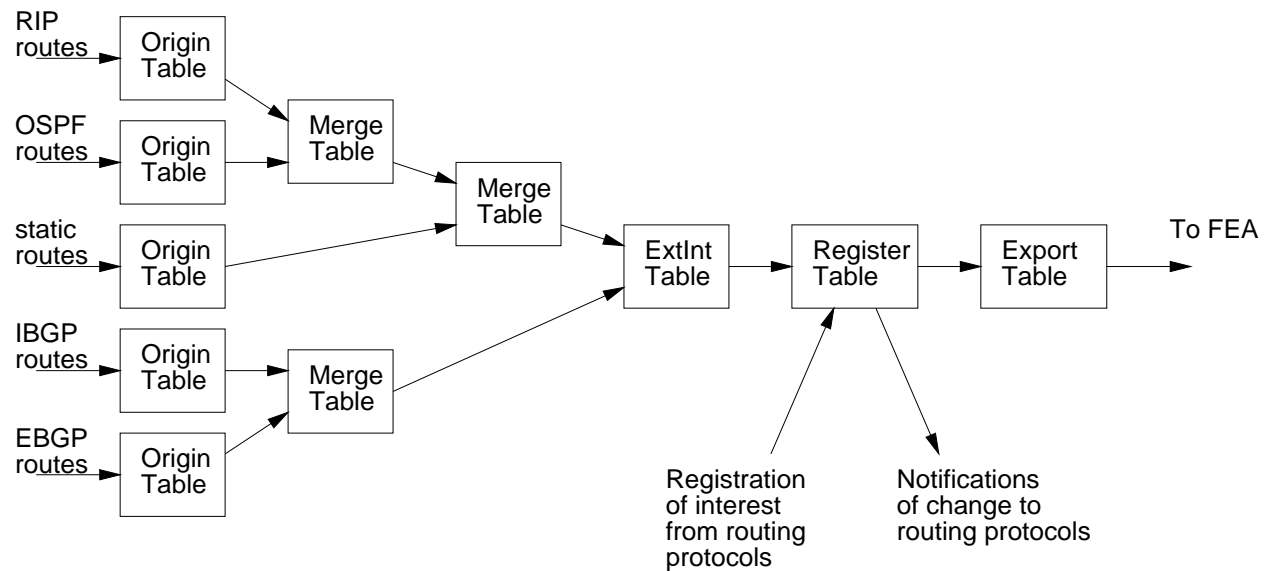 RIP
routes
Origin
Table
OSPF
routes
Origin
Table
Merge
Table
Merge
Table
static
routes
Origin
Table
ExtInt
Table
Register
Table
Export
Table
To FEA
IBGP
routes
Origin
Table
Merge
Table
EBGP
routes
Origin
Table
Registration
of interest
from routing
protocols
Notifications
of change to
routing protocols